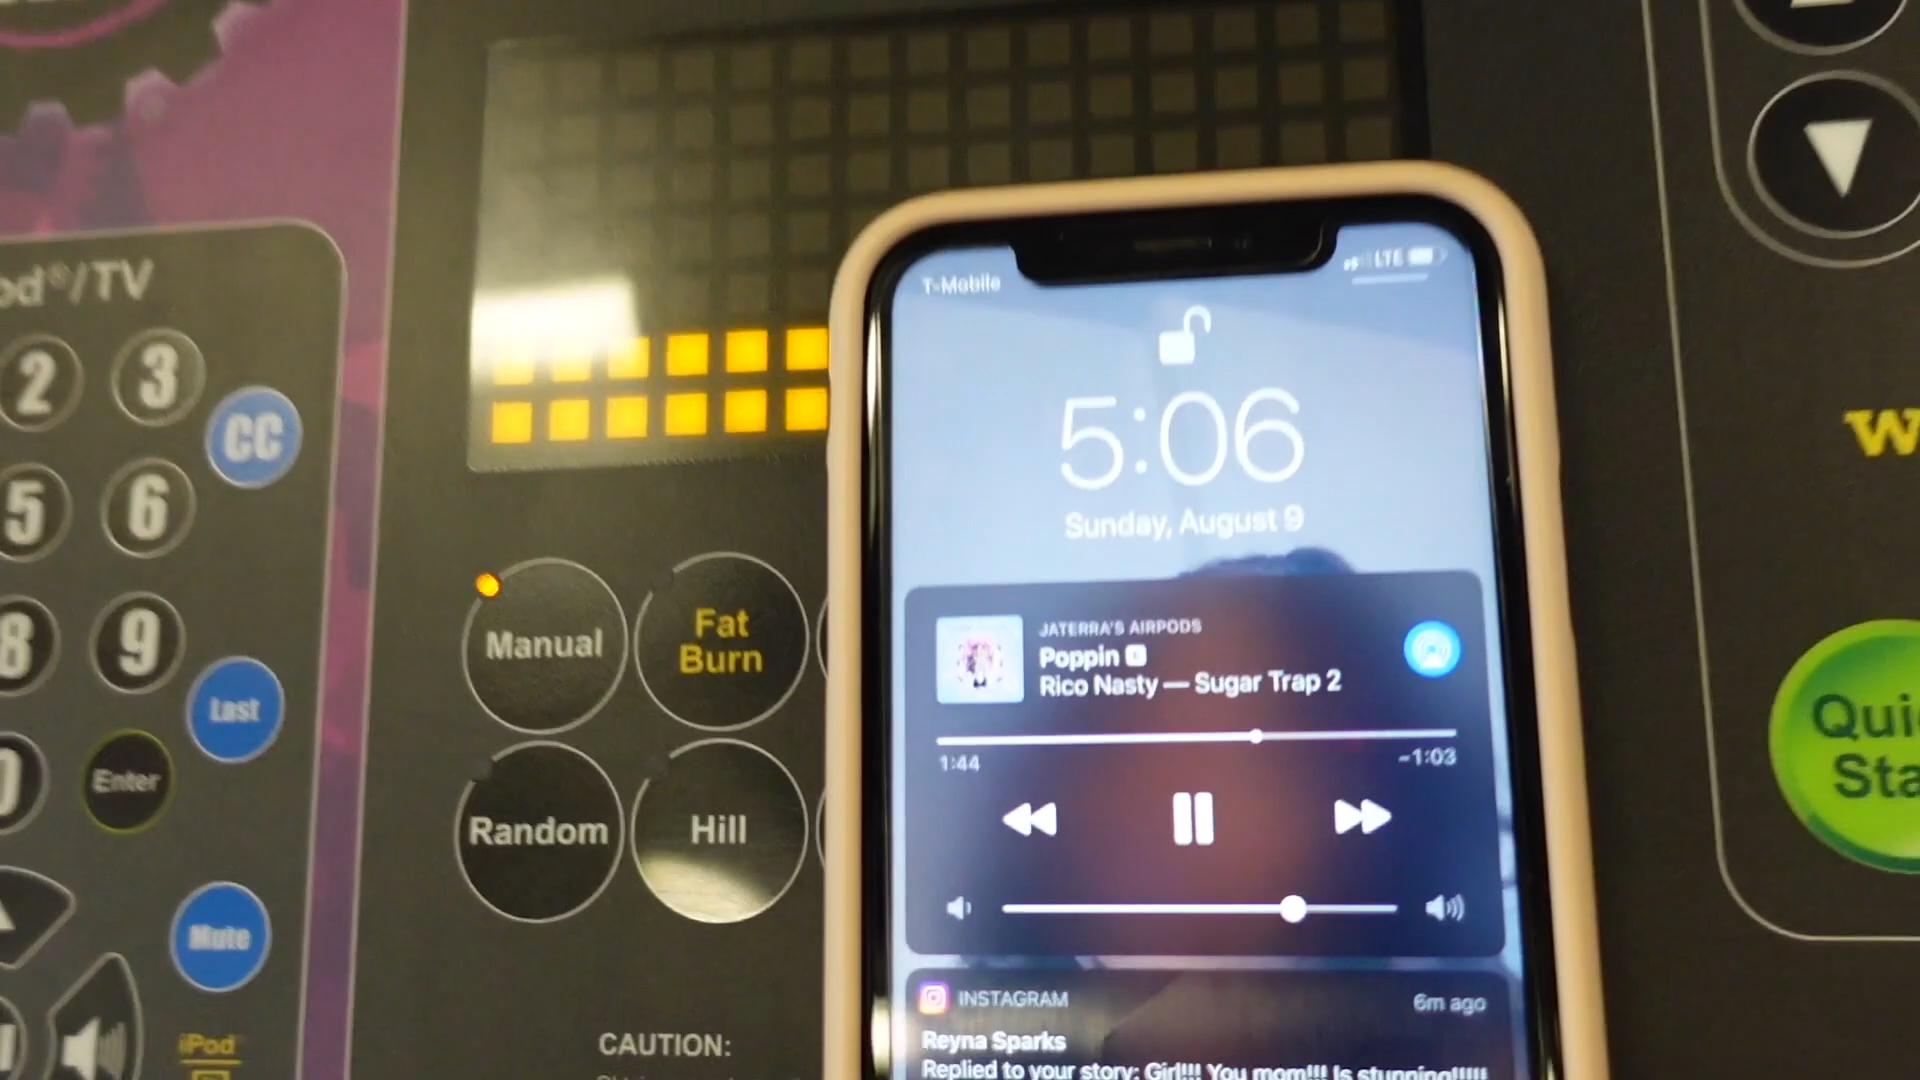 T-Mobile
LTE
5:06
Sunday, August 9
JATERRA'S AIRPODS
Poppin E
Rico Nasty — Sugar Trap 2
1:44
-1:03
INSTAGRAM
6m ago
Reyna Sparks
Replied to your story: Girl!!! You mom!!! Is stunning!!!!!
od®/TV
2
3
CC
5
6
8
9
Last
0
Enter
Mute
iPod
Manual
Fat
Burn
Random
Hill
CAUTION:
W
Quic
Sta